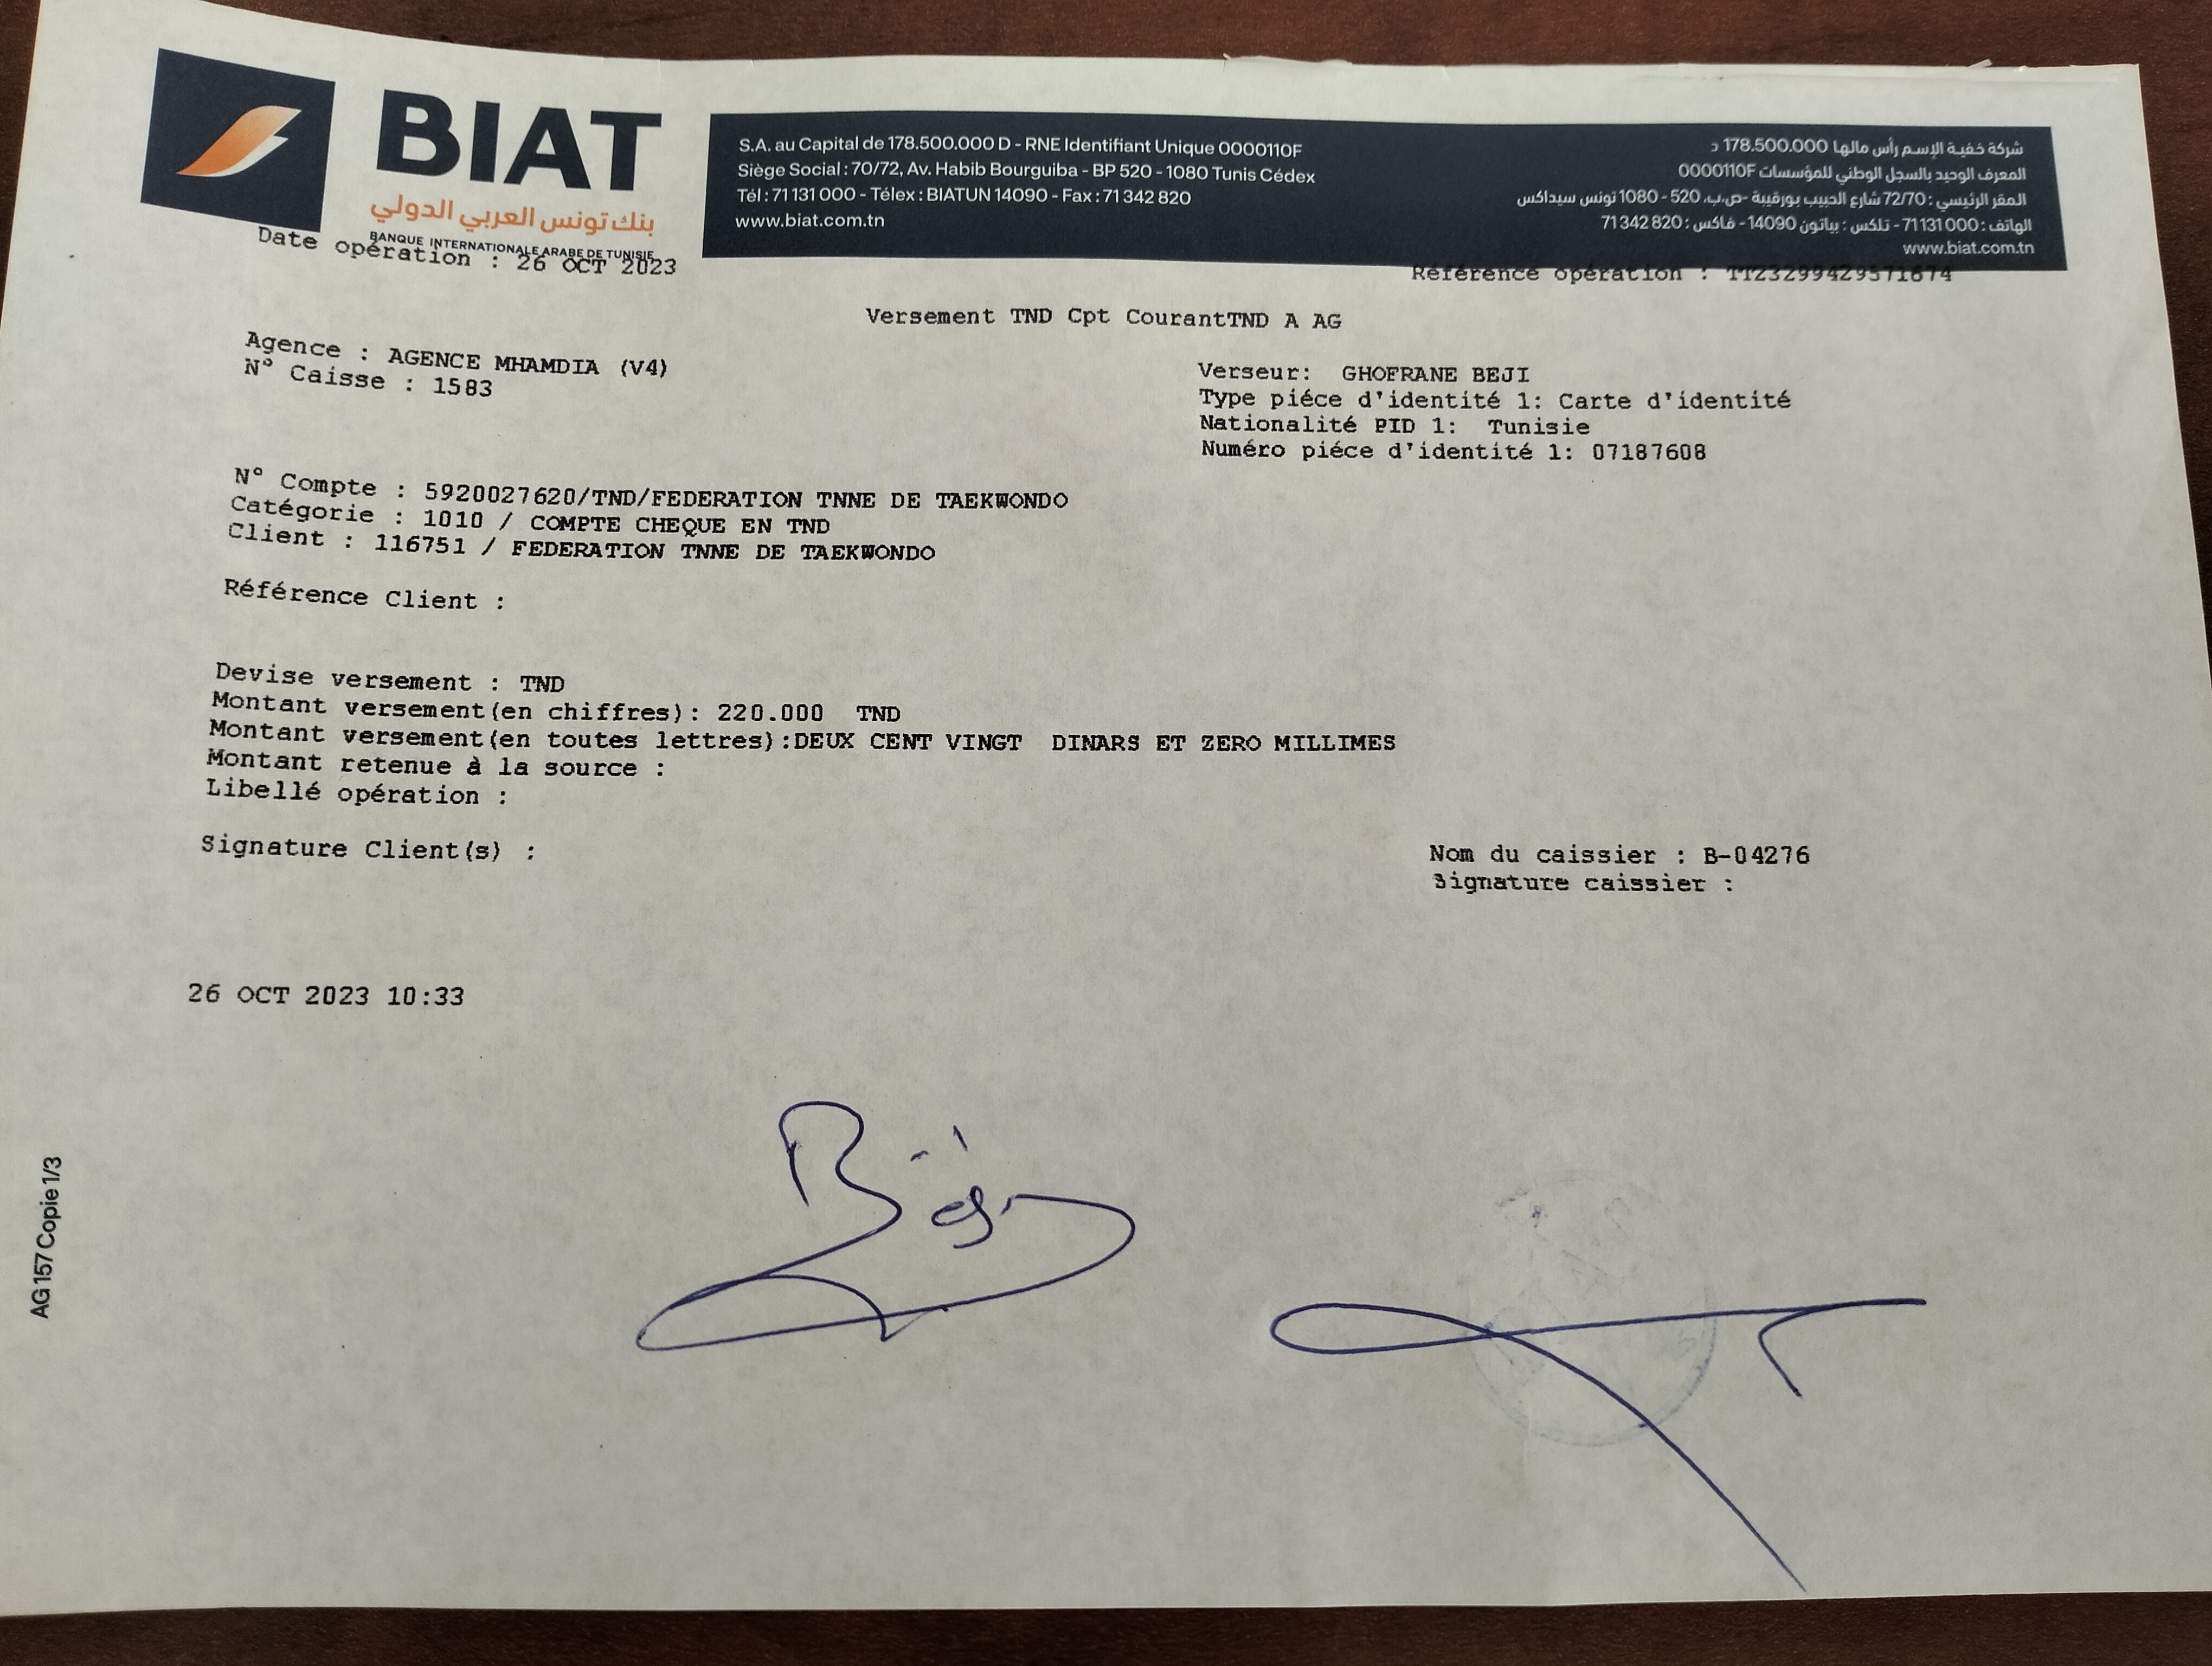 BIAT
بنك تونس العربي الدولي
BANQUE INTERNATIONALE ARABE DE TUNISIE
S.A. au Capital de 178.500.000 D - RNE Identifiant Unique 0000110F
Siège Social : 70/72, Av. Habib Bourguiba - BP 520 - 1080 Tunis Cédex
Tél : 71 131 000 - Télex : BIATUN 14090 - Fax : 71 342 820
www.biat.com.tn
شركة خفية الإسم رأس مالها 178.500.000 د
المعرف الوحيد بالسجل الوطني للمؤسسات 0000110F
المقر الرئيسي : 72/70 شارع الحبيب بورقيبة -ص.ب. 520 - 1080 تونس سيداكس
الهاتف : 71 131 000 - تلكس : بياتون 14090 - فاكس : 71 342 820
www.biat.com.tn
Date opération : 26 OCT 2023
Référence opération : TT23299429571674
Versement TND Cpt CourantTND A AG
Agence : AGENCE MHAMDIA (V4)
N° Caisse : 1583
Verseur: GHOFRANE BEJI
Type piéce d'identité 1: Carte d'identité
Nationalité PID 1: Tunisie
Numéro piéce d'identité 1: 07187608
N° Compte : 5920027620/TND/FEDERATION TNNE DE TAEKWONDO
Catégorie : 1010 / COMPTE CHEQUE EN TND
Client : 116751 / FEDERATION TNNE DE TAEKWONDO
Référence Client :
Devise versement : TND
Montant versement(en chiffres): 220.000 TND
Montant versement(en toutes lettres):DEUX CENT VINGT DINARS ET ZERO MILLIMES
Montant retenue à la source :
Libellé opération :
Signature Client(s) :
Nom du caissier : B-04276
Signature caissier :
26 OCT 2023 10:33
AG 157 Copie 1/3